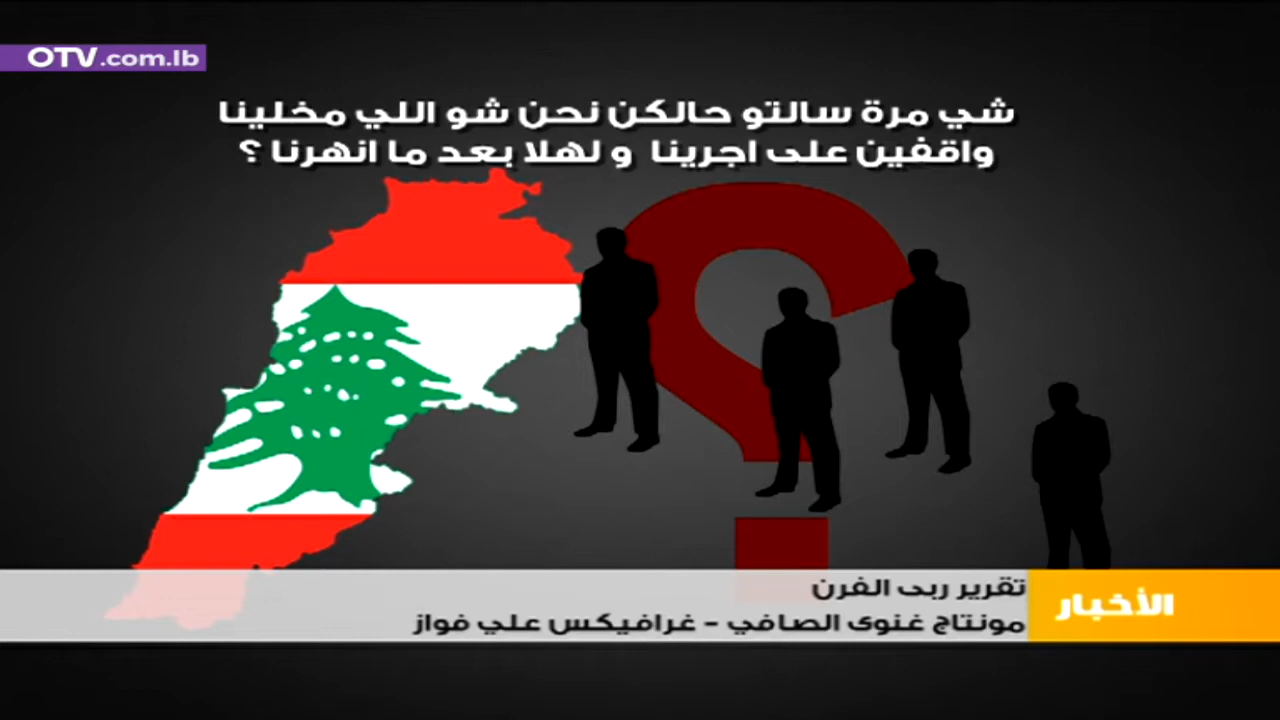 OTV.com.lb
شي مرة سالتو حالكن نحن شو اللي مخلينا
واقفين على اجرينا و لهلا بعد ما انهرنا ؟
تقرير ربى الفرن
الأخبار
مونتاج غنوى الصافي - غرافيكس علي فواز